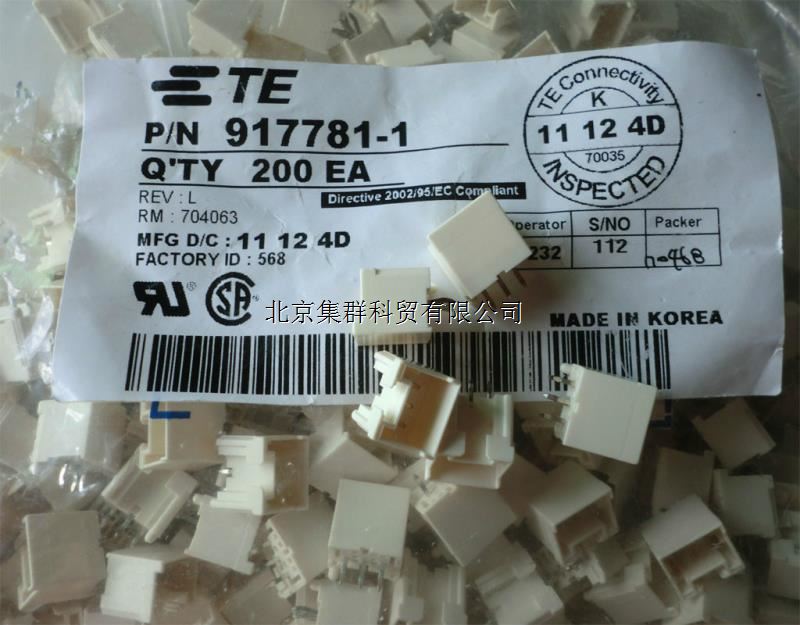 TE
P/N 917781-1
Q'TY 200 EA
REV : L
Directive 2002/95/EC Compliant
RM : 704063
MFG D/C : 11 12 4D
FACTORY ID : 568
TE Connectivity
K
11 12 4D
70035
INSPECTED
S/NO Packer
232 112
SA
北京集群科贸有限公司
MADE IN KOREA